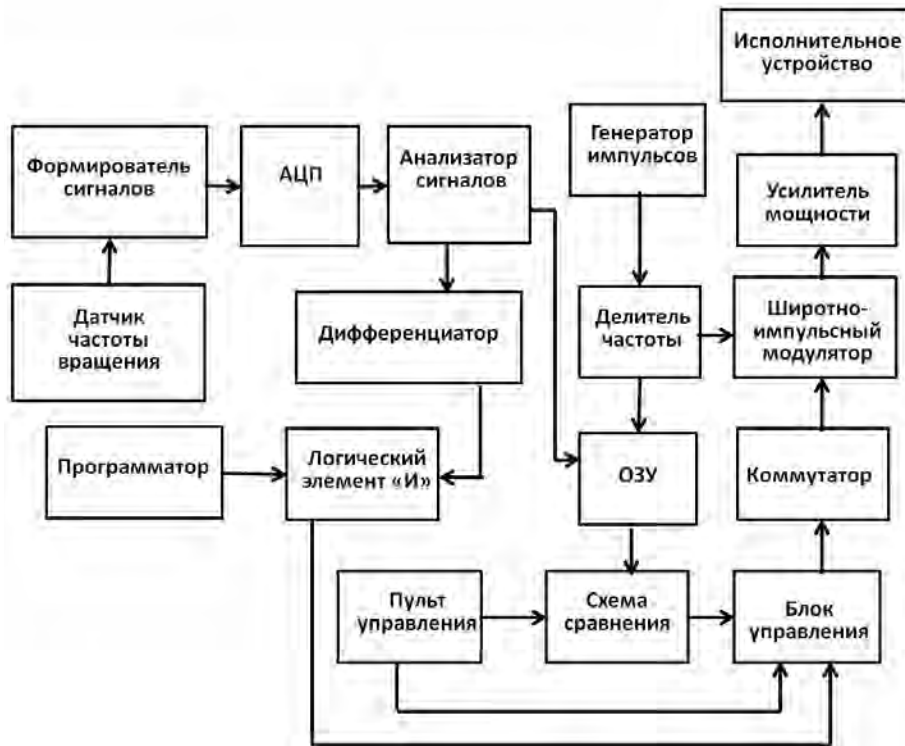 Исполнительное
устройство
Формирователь
сигналов
АЦП
Анализатор
сигналов
Генератор
импульсов
Усилитель
мощности
Датчик
частоты
вращения
Дифференциатор
Делитель
частоты
Широтно-
импульсный
модулятор
Программатор
Логический
элемент «И»
ОЗУ
Коммутатор
Пульт
управления
Схема
сравнения
Блок
управления